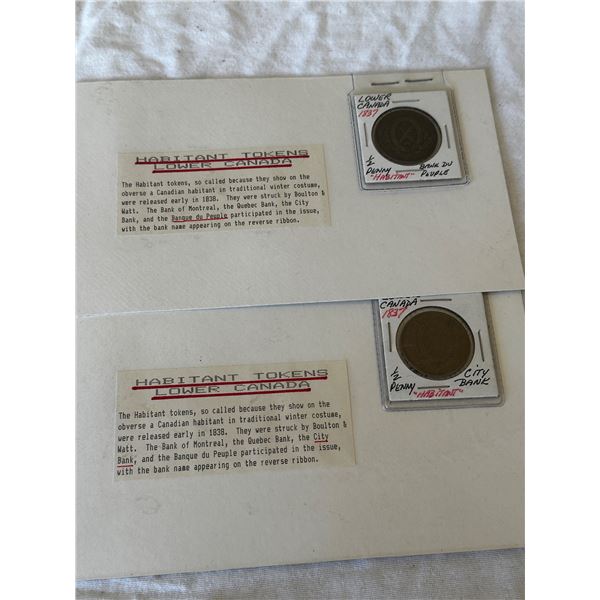 LOWER
CANADA
1837
1/2
PENNY
"HABITANT"
BANK DU
PEUPLE
HABITANT TOKENS
LOWER CANADA
The Habitant tokens, so called because they show on the
obverse a Canadian habitant in traditional winter costume,
were released early in 1838. They were struck by Boulton &
Watt. The Bank of Montreal, the Quebec Bank, the City
Bank, and the Banque du Peuple participated in the issue,
with the bank name appearing on the reverse ribbon.
CANADA
1837
1/2
PENNY
"HABITANT"
CITY
BANK
HABITANT TOKENS
LOWER CANADA
The Habitant tokens, so called because they show on the
obverse a Canadian habitant in traditional winter costume,
were released early in 1838. They were struck by Boulton &
Watt. The Bank of Montreal, the Quebec Bank, the City
Bank, and the Banque du Peuple participated in the issue,
with the bank name appearing on the reverse ribbon.